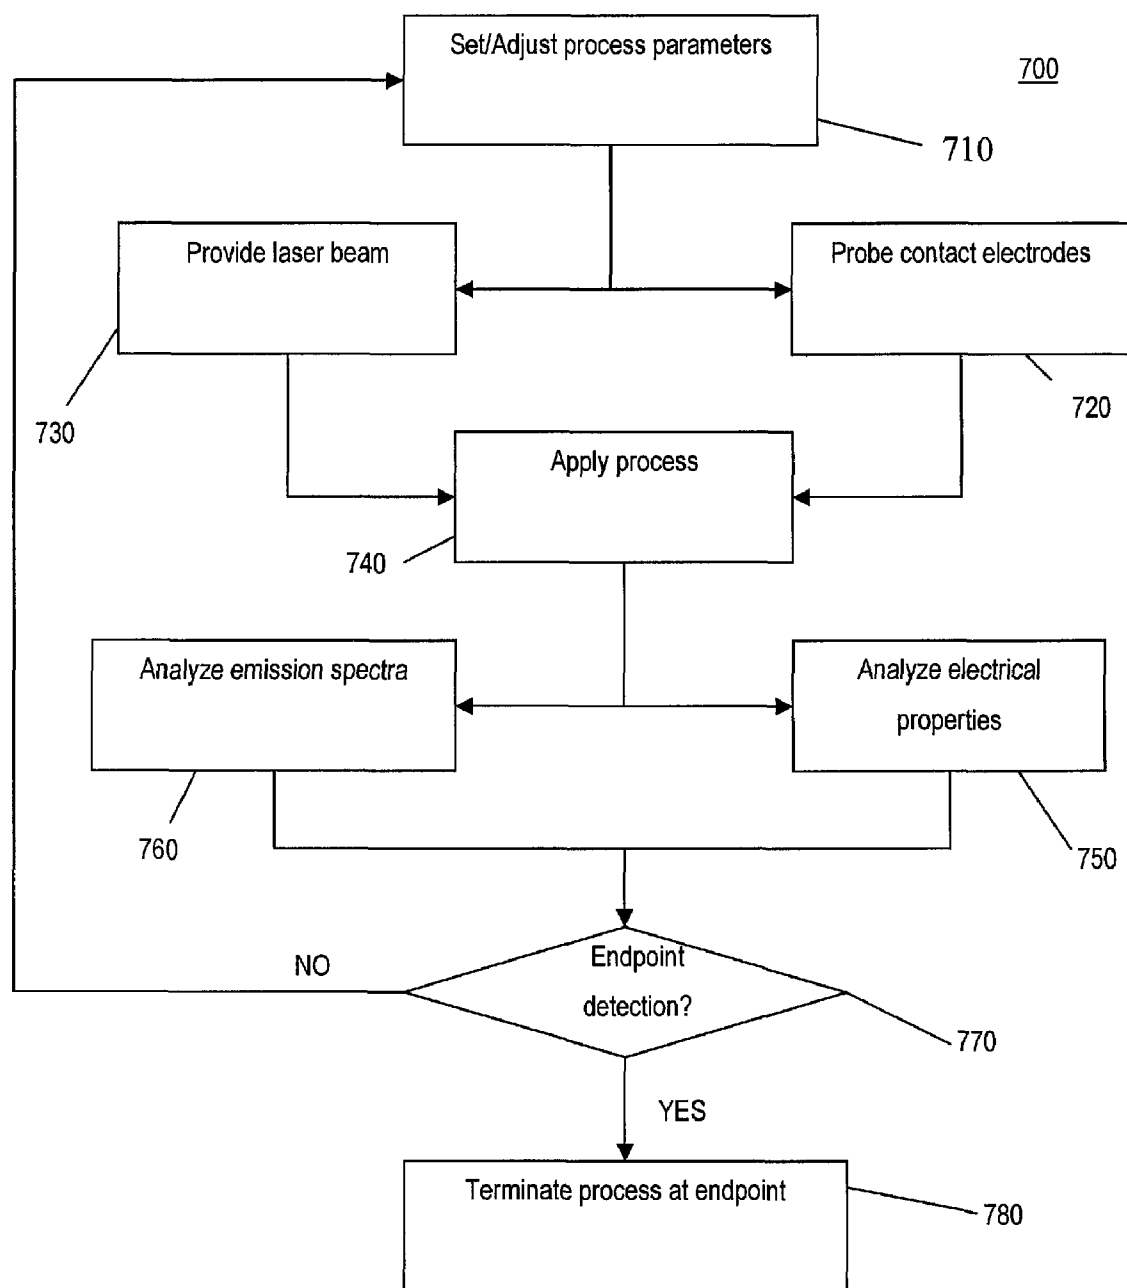 Set/Adjust process parameters
700
710
Provide laser beam
Probe contact electrodes
730
720
Apply process
740
Analyze emission spectra
Analyze electrical
properties
760
750
NO
Endpoint
detection?
770
YES
Terminate process at endpoint
780